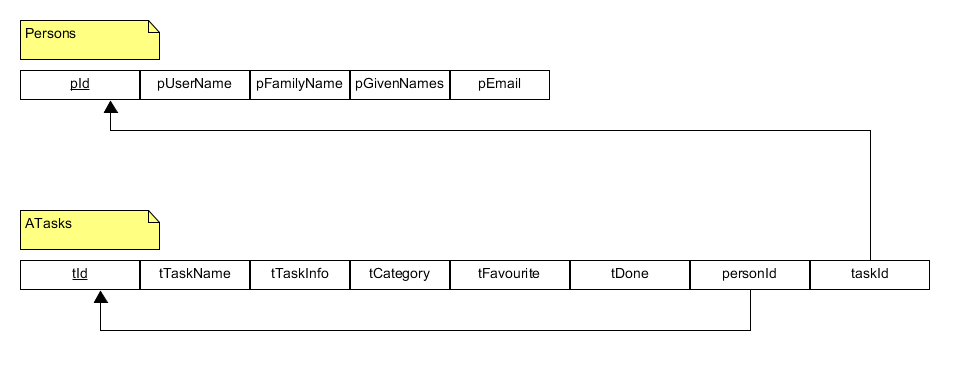 Persons
pId pUserName pFamilyName pGivenNames pEmail
ATasks
tId tTaskName tTaskInfo tCategory tFavourite tDone personId taskId